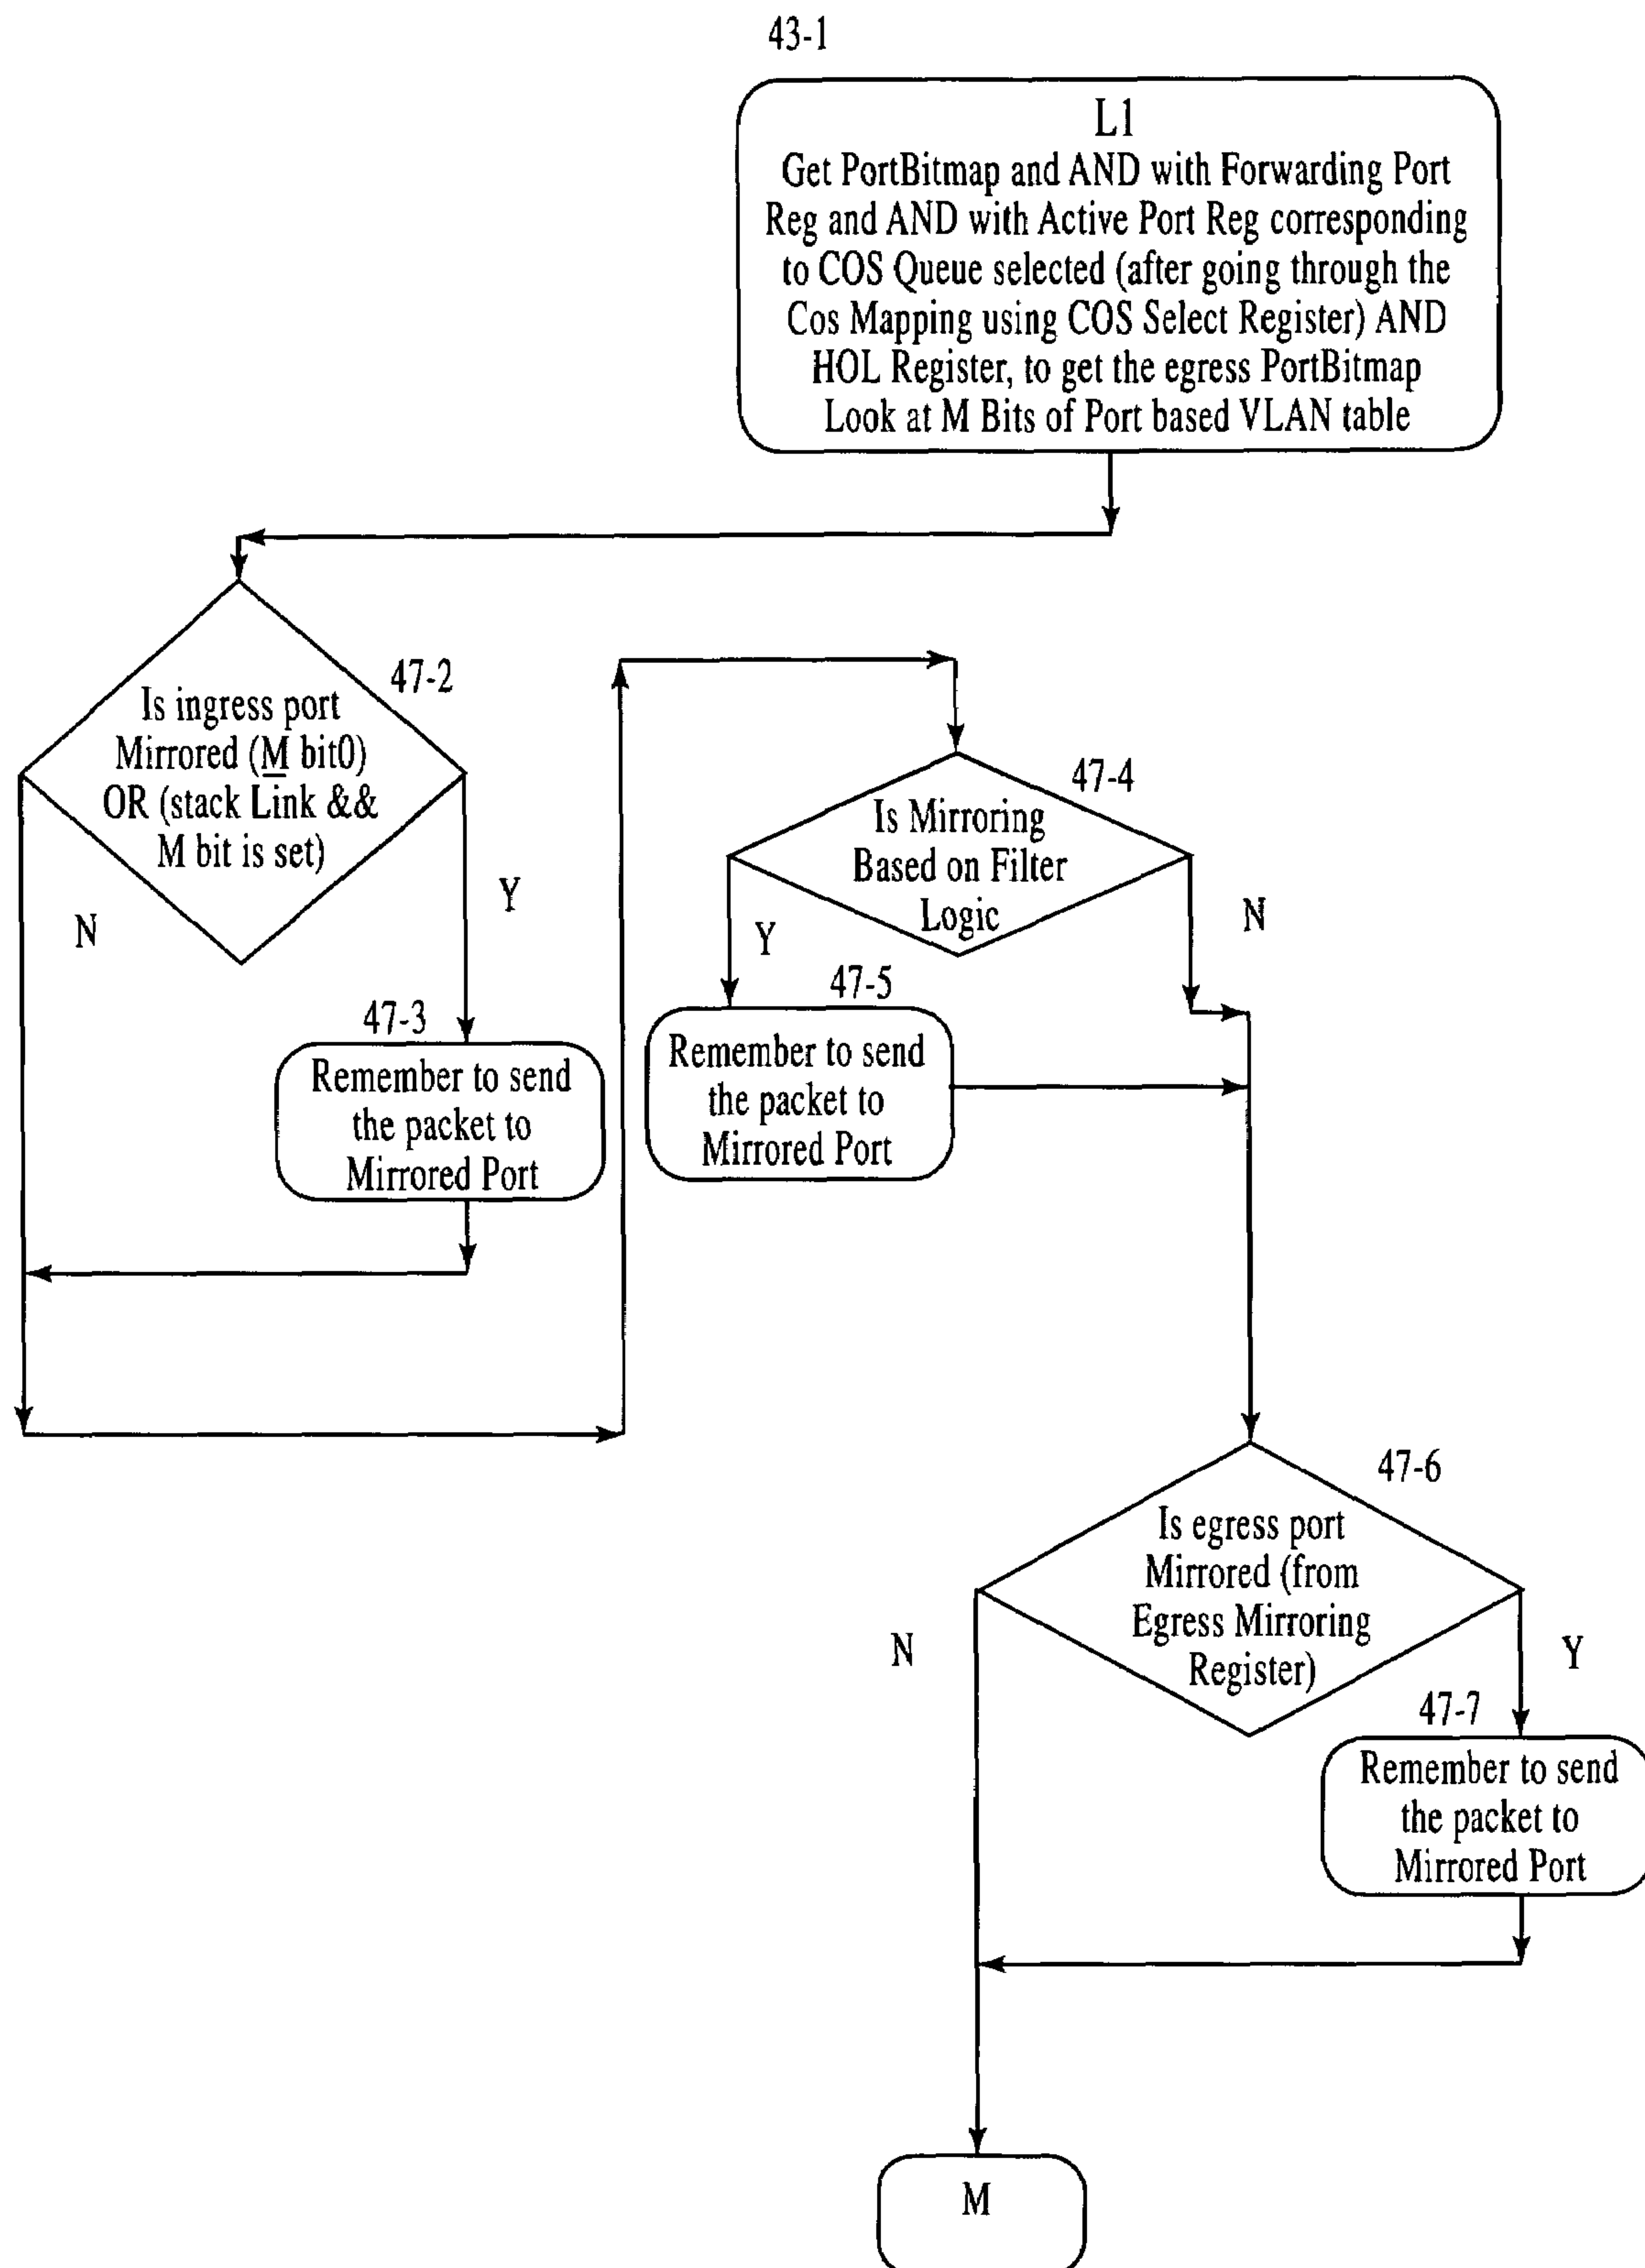 43-1
L1
Get PortBitmap and AND with Forwarding Port
Reg and AND with Active Port Reg corresponding
to COS Queue selected (after going through the
Cos Mapping using COS Select Register) AND
HOL Register, to get the egress PortBitmap
Look at M Bits of Port based VLAN table
47-2
Is ingress port
Mirrored (M bit0)
OR (stack Link &&
M bit is set)
N
Y
47-3
Remember to send
the packet to
Mirrored Port
47-4
Is Mirroring
Based on Filter
Logic
Y
N
47-5
Remember to send
the packet to
Mirrored Port
47-6
Is egress port
Mirrored (from
Egress Mirroring
Register)
N
Y
47-7
Remember to send
the packet to
Mirrored Port
M